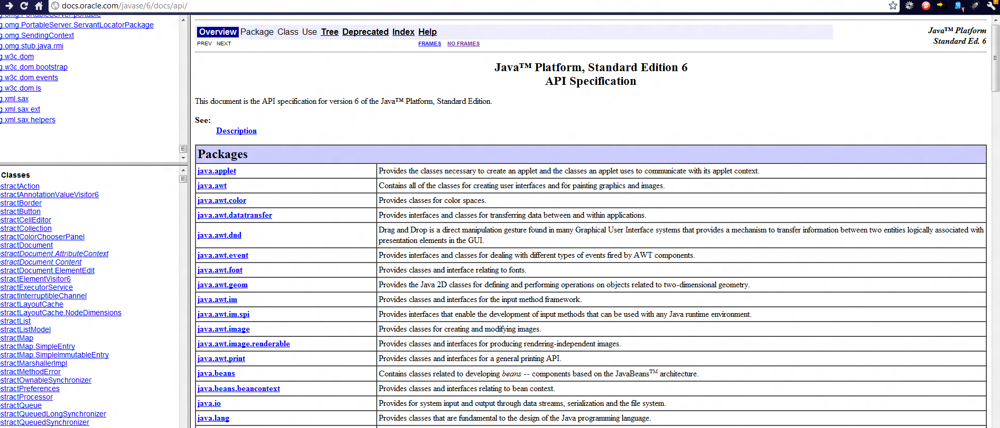 docs.oracle.com/javase/6/docs/api/
g.omg.PortableServer.portable
g.omg.PortableServer.ServantLocatorPackage
g.omg.SendingContext
g.omg.stub.java.rmi
g.w3c.dom
g.w3c.dom.bootstrap
g.w3c.dom.events
g.w3c.dom.ls
g.xml.sax
g.xml.sax.ext
g.xml.sax.helpers
Classes
stractAction
stractAnnotationValueVisitor6
stractBorder
stractButton
stractCellEditor
stractCollection
stractColorChooserPanel
stractDocument
stractDocument.AttributeContext
stractDocument.Content
stractDocument.ElementEdit
stractElementVisitor6
stractExecutorService
stractInterruptibleChannel
stractLayoutCache
stractLayoutCache.NodeDimensions
stractList
stractListModel
stractMap
stractMap.SimpleEntry
stractMap.SimpleImmutableEntry
stractMarshallerImpl
stractMethodError
stractOwnableSynchronizer
stractPreferences
stractProcessor
stractQueue
stractQueuedLongSynchronizer
stractQueuedSynchronizer
Overview Package Class Use Tree Deprecated Index Help
PREV NEXT FRAMES NO FRAMES
Java™ Platform
Standard Ed. 6
Java™ Platform, Standard Edition 6
API Specification
This document is the API specification for version 6 of the Java™ Platform, Standard Edition.
See:
Description
Packages
java.applet Provides the classes necessary to create an applet and the classes an applet uses to communicate with its applet context.
java.awt Contains all of the classes for creating user interfaces and for painting graphics and images.
java.awt.color Provides classes for color spaces.
java.awt.datatransfer Provides interfaces and classes for transferring data between and within applications.
java.awt.dnd Drag and Drop is a direct manipulation gesture found in many Graphical User Interface systems that provides a mechanism to transfer information between two entities logically associated with
presentation elements in the GUI.
java.awt.event Provides interfaces and classes for dealing with different types of events fired by AWT components.
java.awt.font Provides classes and interface relating to fonts.
java.awt.geom Provides the Java 2D classes for defining and performing operations on objects related to two-dimensional geometry.
java.awt.im Provides classes and interfaces for the input method framework.
java.awt.im.spi Provides interfaces that enable the development of input methods that can be used with any Java runtime environment.
java.awt.image Provides classes for creating and modifying images.
java.awt.image.renderable Provides classes and interfaces for producing rendering-independent images.
java.awt.print Provides classes and interfaces for a general printing API.
java.beans Contains classes related to developing beans -- components based on the JavaBeans™ architecture.
java.beans.beancontext Provides classes and interfaces relating to bean context.
java.io Provides for system input and output through data streams, serialization and the file system.
java.lang Provides classes that are fundamental to the design of the Java programming language.